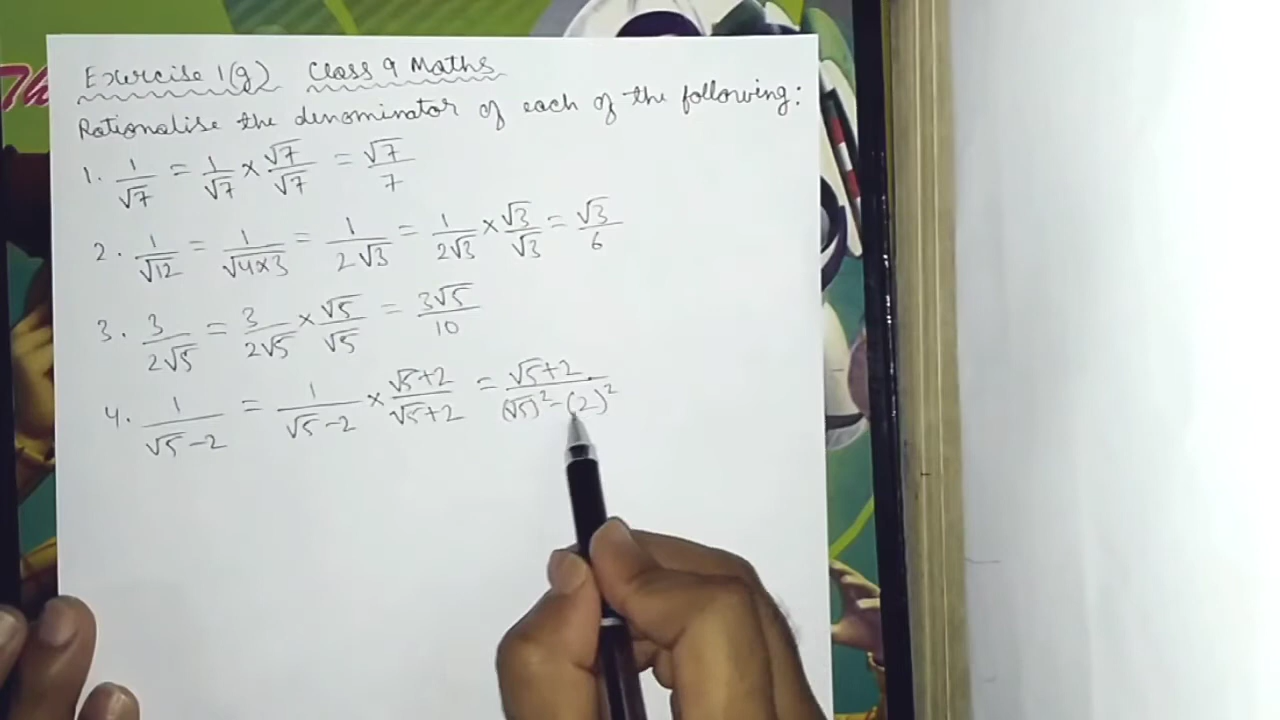 Exercise 1(g) Class 9 Maths
Rationalise the denominator of each of the following:
1. 1/√7 = 1/√7 × √7/√7 = √7/7
2. 1/√12 = 1/√4×3 = 1/2√3 = 1/2√3 × √3/√3 = √3/6
3. 3/2√5 = 3/2√5 × √5/√5 = 3√5/10
4. 1/√5-2 = 1/√5-2 × √5+2/√5+2 = √5+2/(√5)²-(2)²
Th